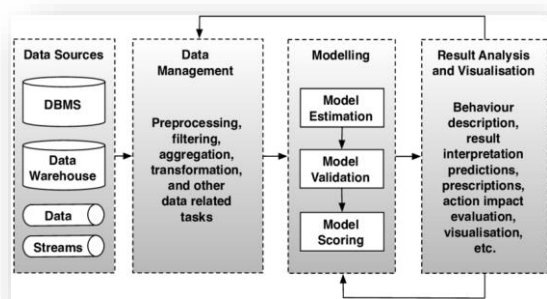 Data Sources
DBMS
Data
Warehouse
Data
Streams
Data
Management
Preprocessing,
filtering,
aggregation,
transformation,
and other
data related
tasks
Modelling
Model
Estimation
Model
Validation
Model
Scoring
Result Analysis
and Visualisation
Behaviour
description,
result
interpretation
predictions,
prescriptions,
action impact
evaluation,
visualisation,
etc.